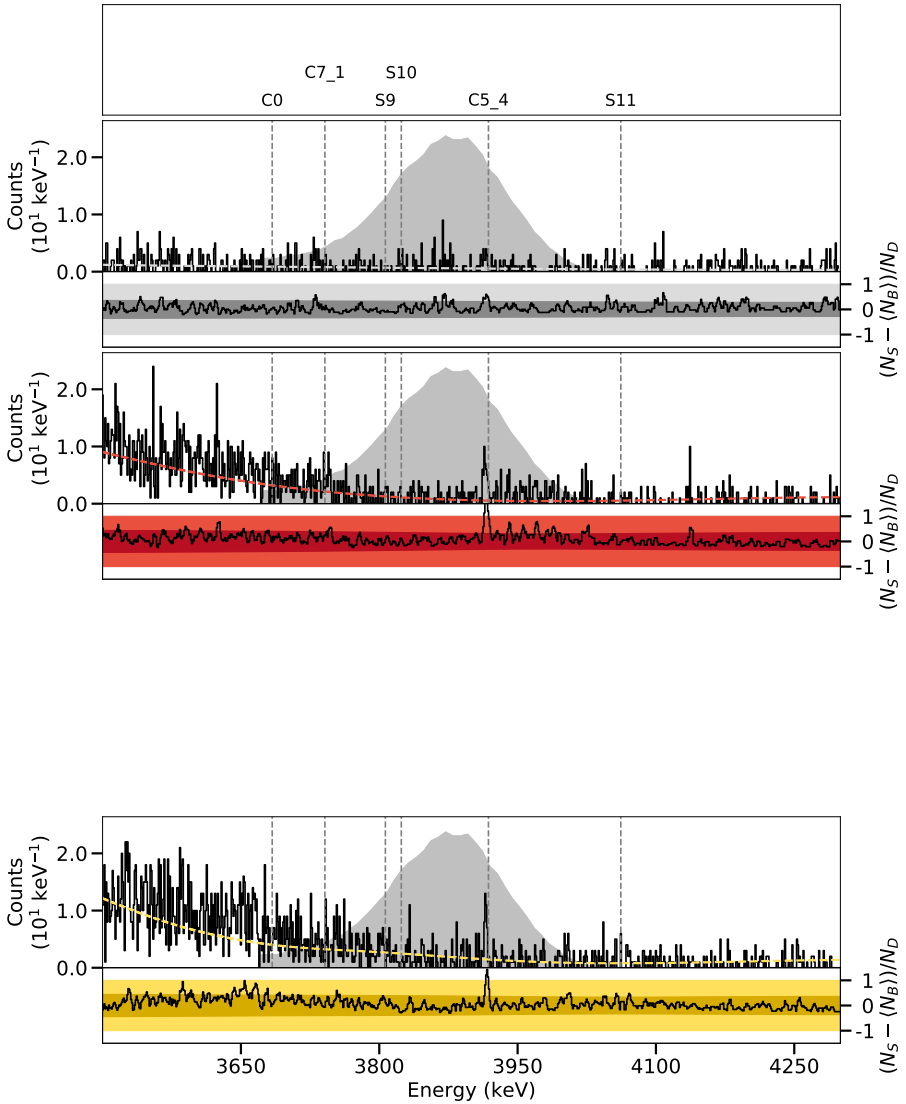 C7_1 S10
C0 S9 C5_4 S11
Counts
(10¹ keV⁻¹)
2.0
1.0
0.0
1
0
-1
(N_S − ⟨N_B⟩)/N_D
Counts
(10¹ keV⁻¹)
2.0
1.0
0.0
1
0
-1
(N_S − ⟨N_B⟩)/N_D
Counts
(10¹ keV⁻¹)
2.0
1.0
0.0
1
0
-1
(N_S − ⟨N_B⟩)/N_D
3650 3800 3950 4100 4250
Energy (keV)